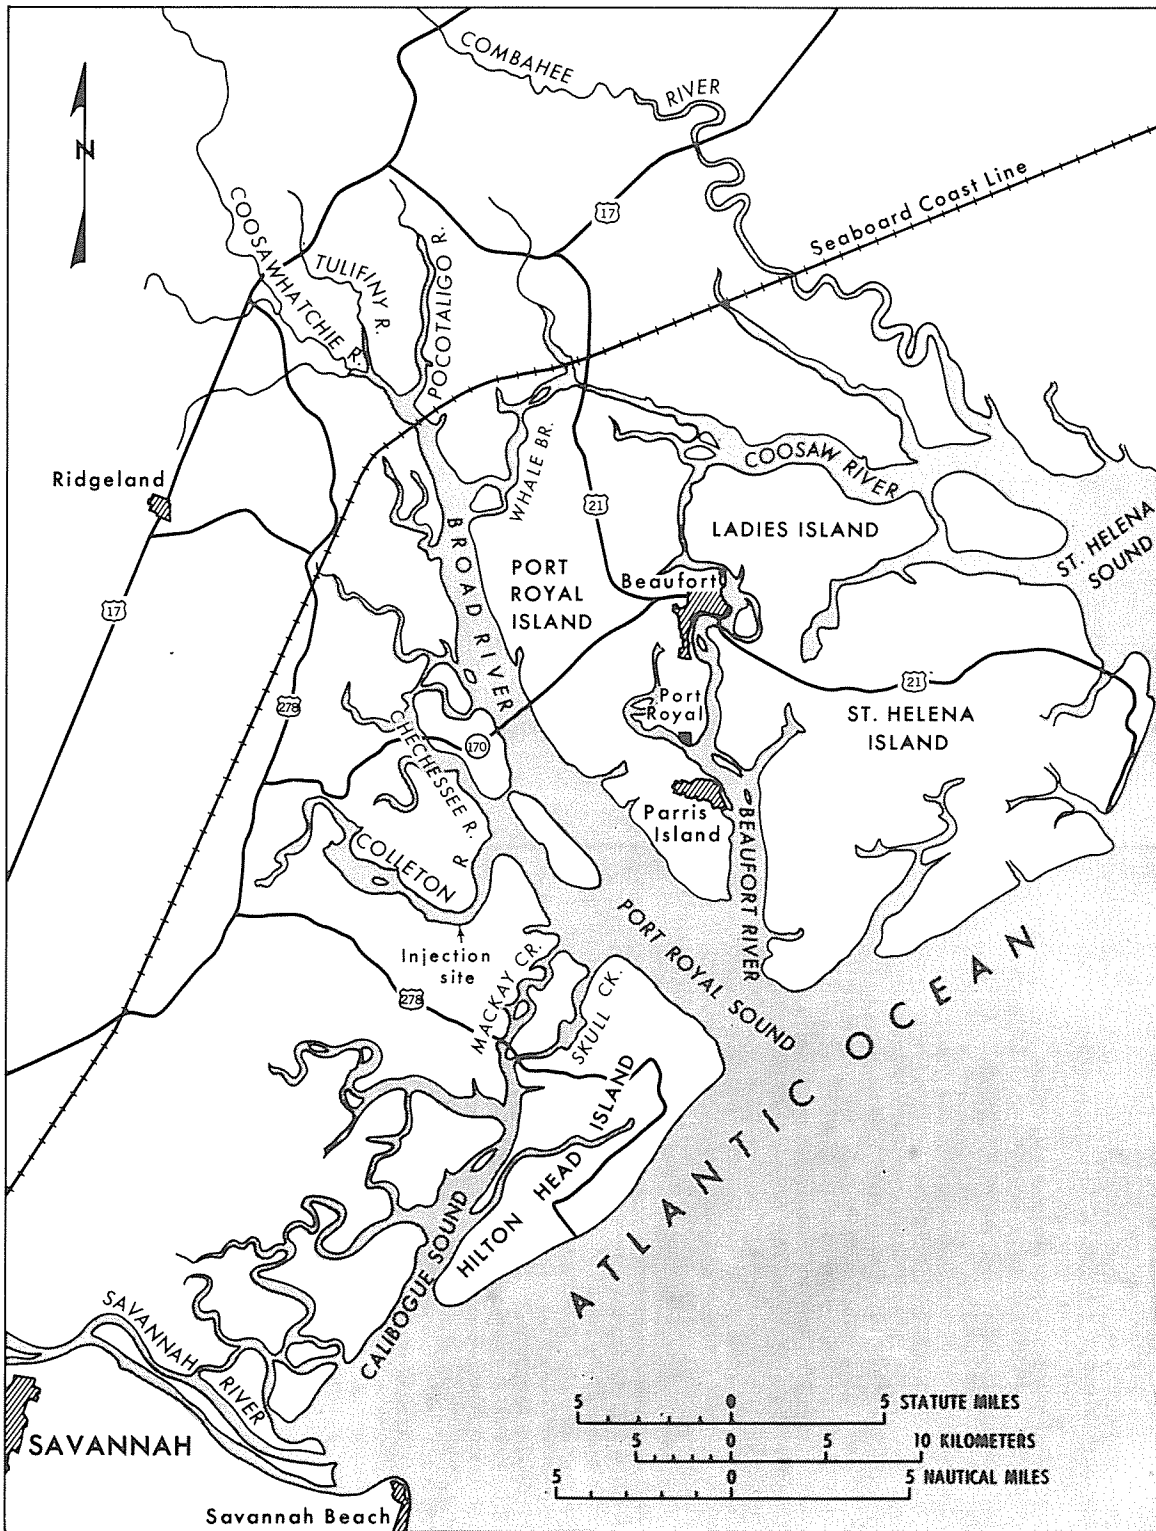 COMBAHEE
RIVER
N
17
Seaboard Coast Line
COOSAWHATCHIE R.
TULIFINY R.
POCOTALIGO R.
WHALE BR.
COOSAW RIVER
Ridgeland
21
LADIES ISLAND
ST. HELENA
SOUND
BROAD RIVER
PORT
ROYAL
ISLAND
Beaufort
17
278
21
Port
Royal
ST. HELENA
ISLAND
CHECHESSEE R.
170
Parris
Island
BEAUFORT RIVER
COLLETON R.
Injection
site
PORT ROYAL SOUND
MACKAY CR.
SKULL CK.
278
ATLANTIC OCEAN
HILTON HEAD ISLAND
CALIBOGUE SOUND
SAVANNAH
RIVER
SAVANNAH
Savannah Beach
5 0 5 STATUTE MILES
5 0 5 10 KILOMETERS
5 0 5 NAUTICAL MILES